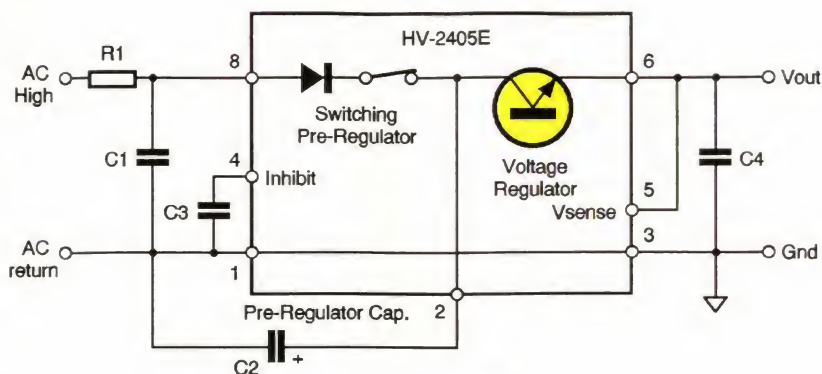 HV-2405E
R1
AC
High
8
6
Vout
Switching
Pre-Regulator
C1
4
Inhibit
Voltage
Regulator
C4
C3
5
Vsense
AC
return
1
3
Gnd
Pre-Regulator Cap.
2
C2
+